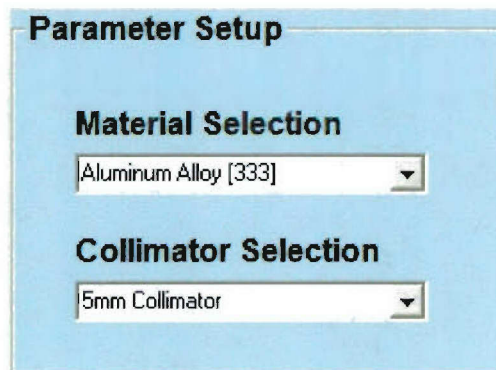 Parameter Setup
Material Selection
Aluminum Alloy [333]
Collimator Selection
5mm Collimator